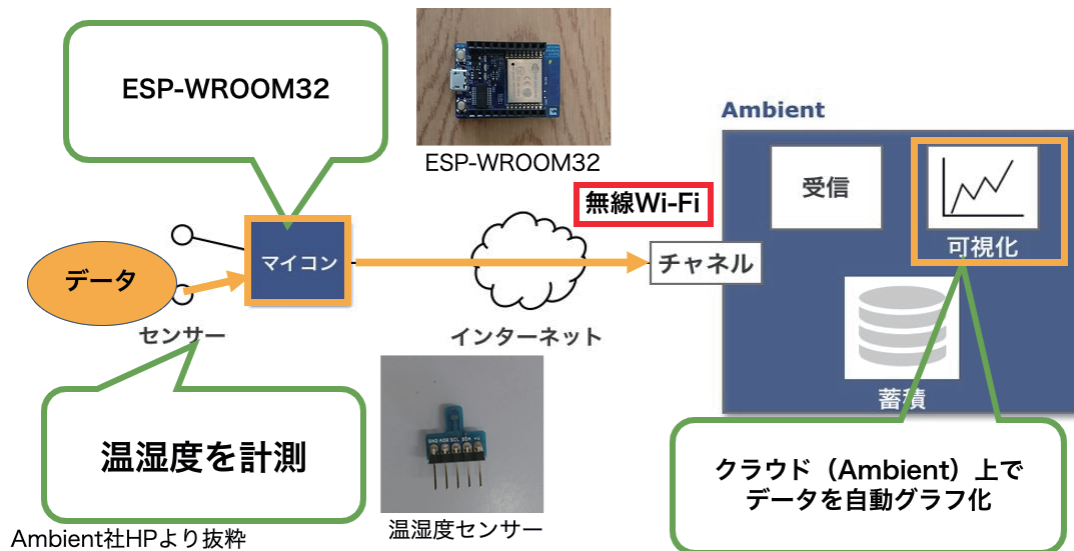 ESP-WROOM32
ESP-WROOM32
Ambient
受信
可視化
無線Wi-Fi
チャネル
マイコン
データ
センサー
インターネット
蓄積
温湿度を計測
クラウド（Ambient）上で
データを自動グラフ化
温湿度センサー
Ambient社HPより抜粋